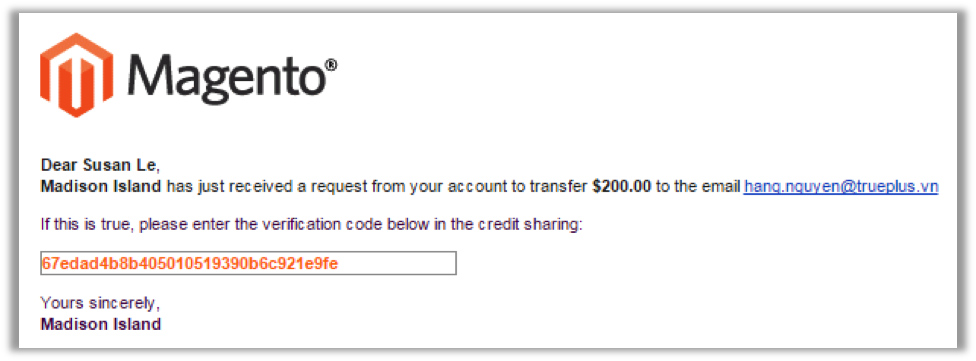 Magento®
Dear Susan Le,
Madison Island has just received a request from your account to transfer $200.00 to the email hang.nguyen@trueplus.vn
If this is true, please enter the verification code below in the credit sharing:
67edad4b8b405010519390b6c921e9fe
Yours sincerely,
Madison Island